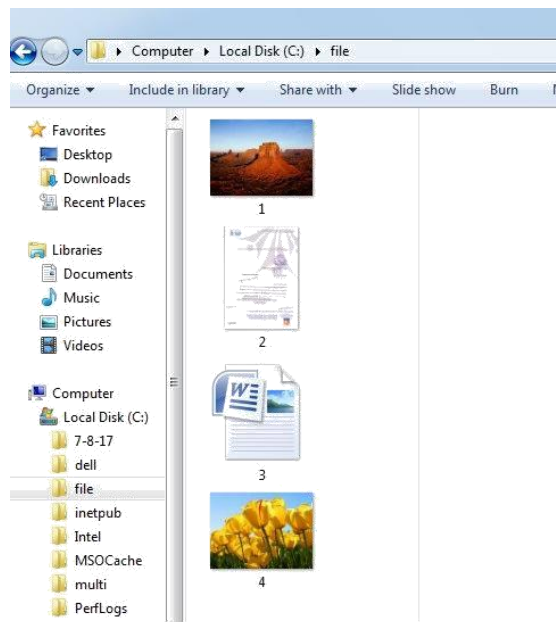 Computer ▸ Local Disk (C:) ▸ file
Organize Include in library Share with Slide show Burn
Favorites
Desktop
Downloads
Recent Places
Libraries
Documents
Music
Pictures
Videos
Computer
Local Disk (C:)
7-8-17
dell
file
inetpub
Intel
MSOCache
multi
PerfLogs
1
2
W
3
4